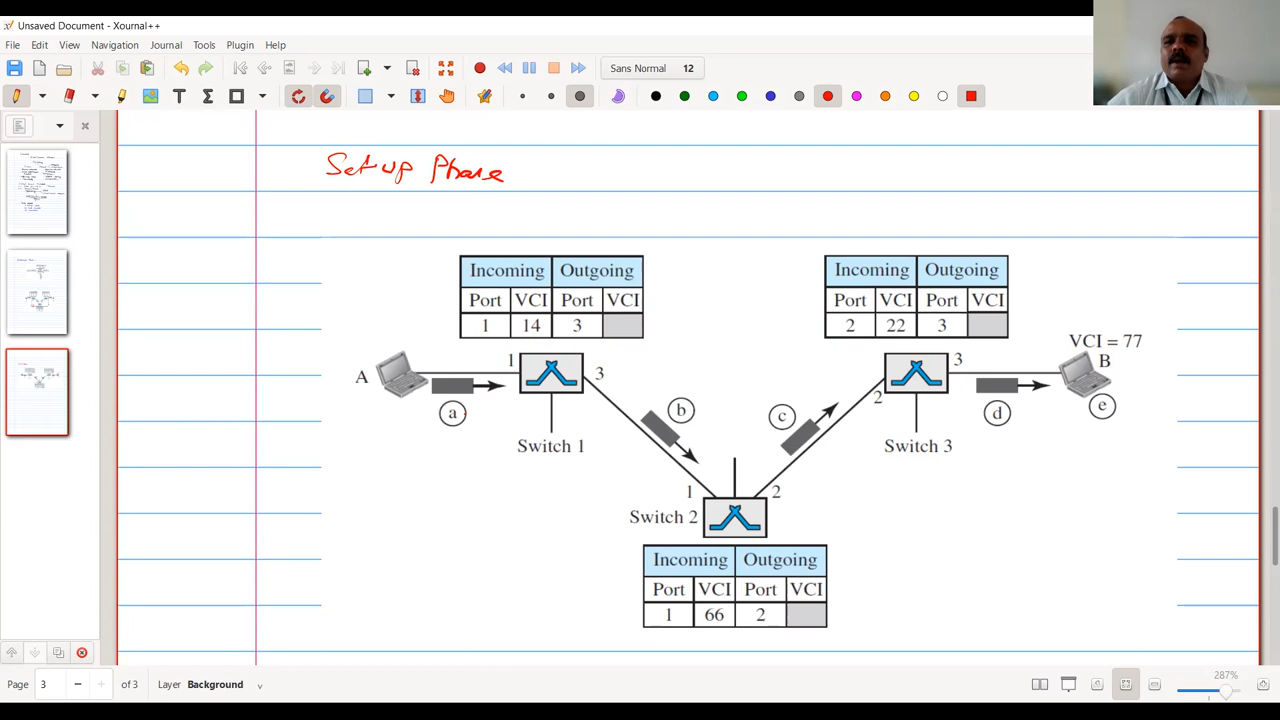 Unsaved Document - Xournal++
File Edit View Navigation Journal Tools Plugin Help
Sans Normal 12
Setup Phase
Incoming Outgoing
Port VCI Port VCI
1 14 3
Incoming Outgoing
Port VCI Port VCI
2 22 3
VCI = 77
A 1 3 2 3 B
a b c d e
Switch 1
Switch 3
1 2
Switch 2
Incoming Outgoing
Port VCI Port VCI
1 66 2
Page 3 of 3 Layer Background 287%